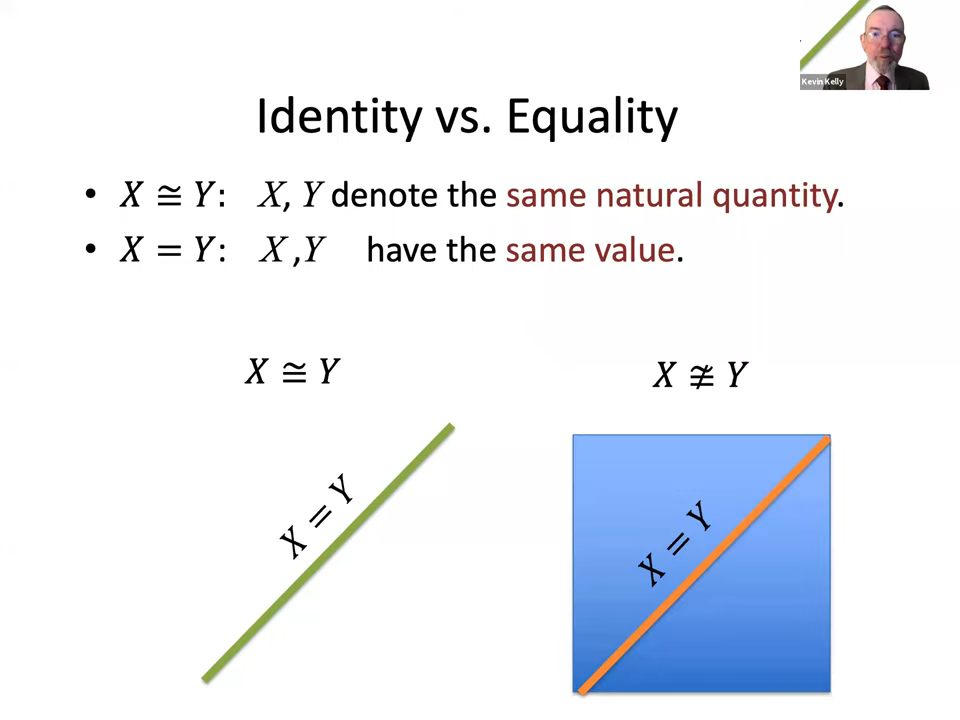 Kevin Kelly
Identity vs. Equality
• X ≅ Y: X, Y denote the same natural quantity.
• X = Y: X ,Y have the same value.
X ≅ Y
X ≇ Y
X = Y
X = Y